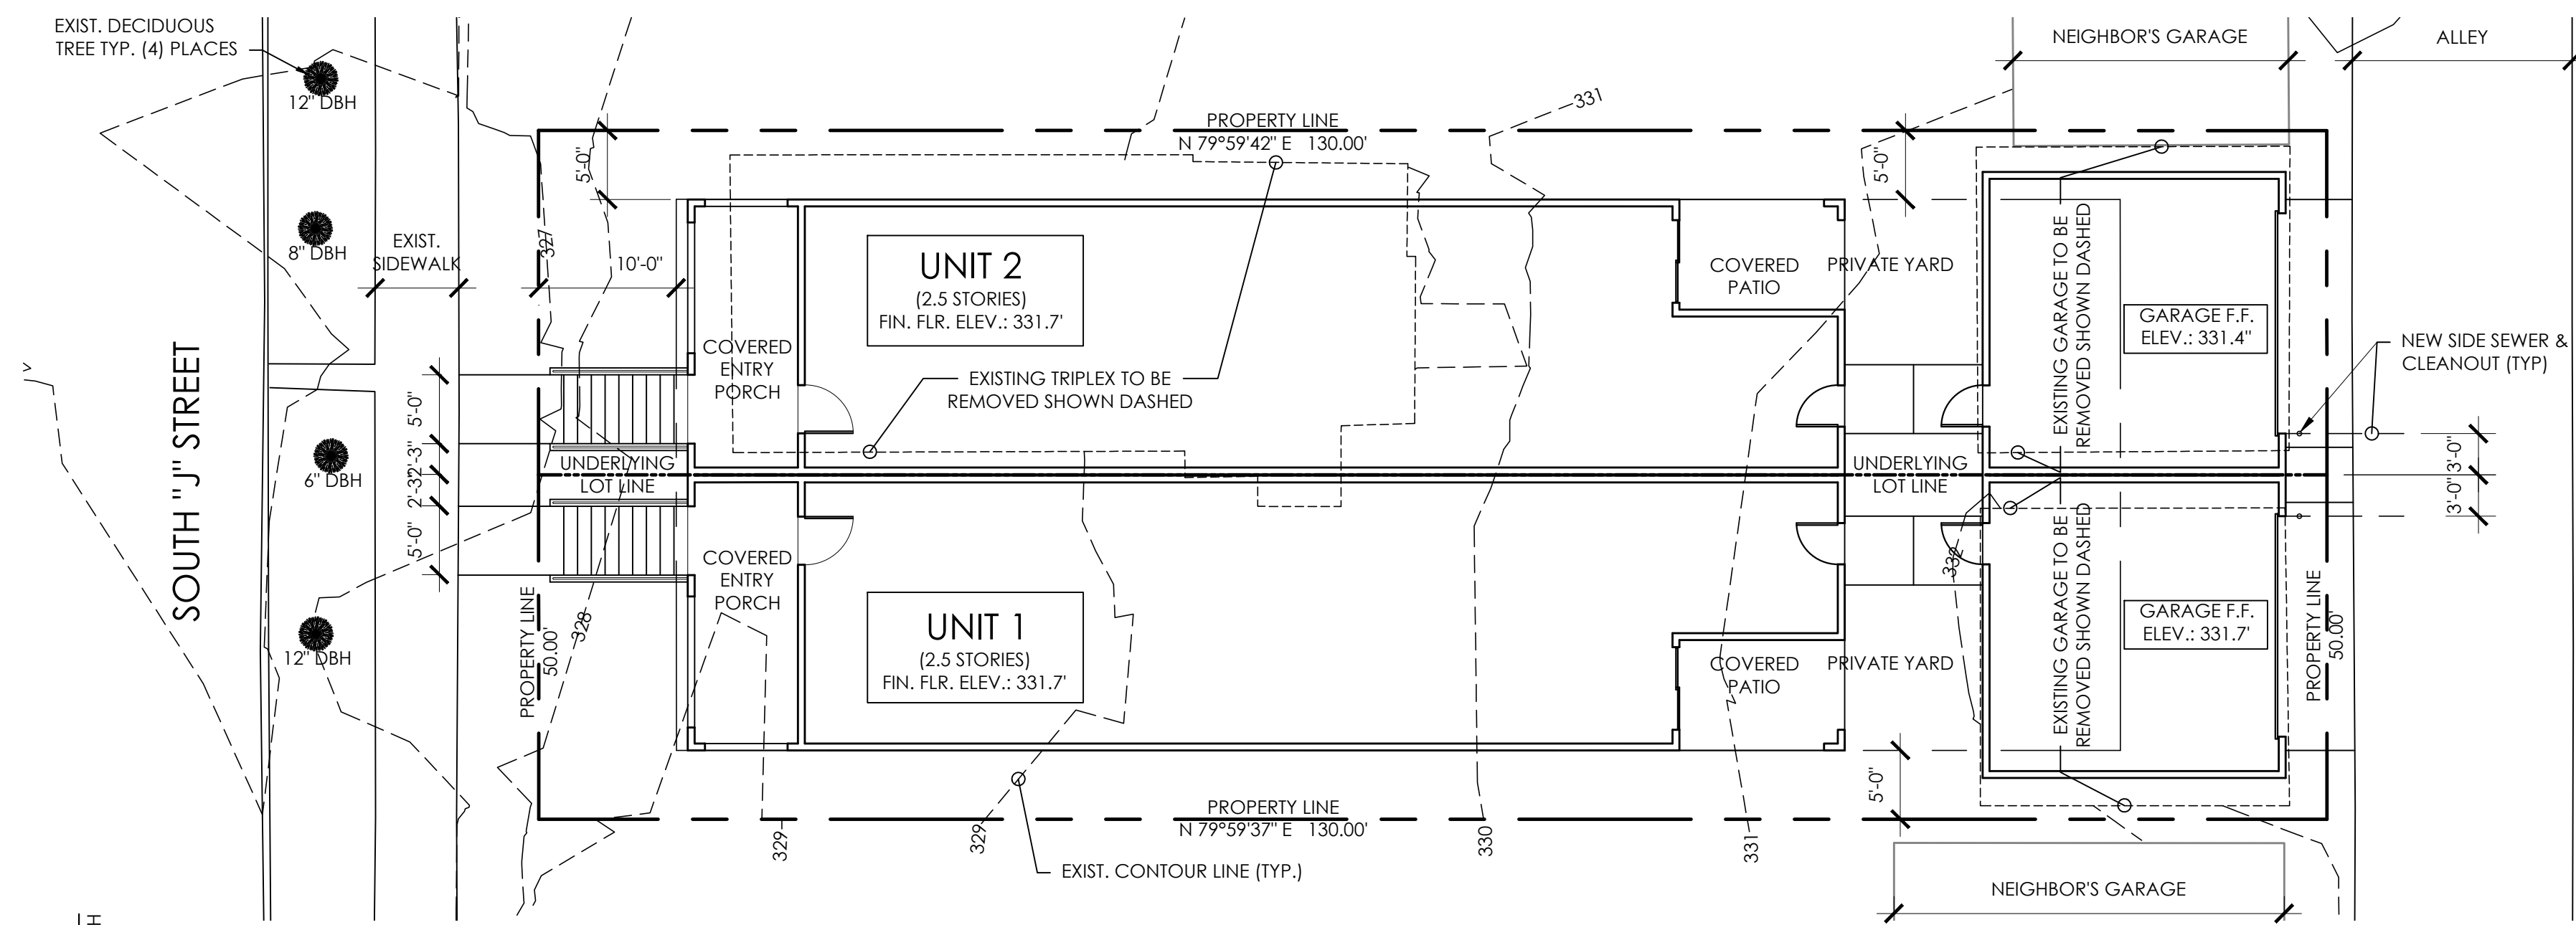 EXIST. DECIDUOUS
TREE TYP. (4) PLACES
12" DBH
8" DBH
EXIST.
SIDEWALK
6" DBH
12" DBH
SOUTH "J" STREET
NEIGHBOR'S GARAGE
ALLEY
PROPERTY LINE
N 79°59'42" E 130.00'
331
5'-0"
5'-0"
327
10'-0"
UNIT 2
(2.5 STORIES)
FIN. FLR. ELEV.: 331.7'
COVERED
PATIO
PRIVATE YARD
COVERED
ENTRY
PORCH
EXISTING TRIPLEX TO BE
REMOVED SHOWN DASHED
EXISTING GARAGE TO BE
REMOVED SHOWN DASHED
GARAGE F.F.
ELEV.: 331.4"
NEW SIDE SEWER &
CLEANOUT (TYP)
5'-0"
2'-3"
2'-3"
5'-0"
UNDERLYING
LOT LINE
UNDERLYING
LOT LINE
3'-0"
3'-0"
COVERED
ENTRY
PORCH
UNIT 1
(2.5 STORIES)
FIN. FLR. ELEV.: 331.7'
COVERED
PATIO
PRIVATE YARD
332
EXISTING GARAGE TO BE
REMOVED SHOWN DASHED
GARAGE F.F.
ELEV.: 331.7'
PROPERTY LINE
50.00'
328
PROPERTY LINE
50.00'
5'-0"
PROPERTY LINE
N 79°59'37" E 130.00'
329
329
330
331
EXIST. CONTOUR LINE (TYP.)
NEIGHBOR'S GARAGE